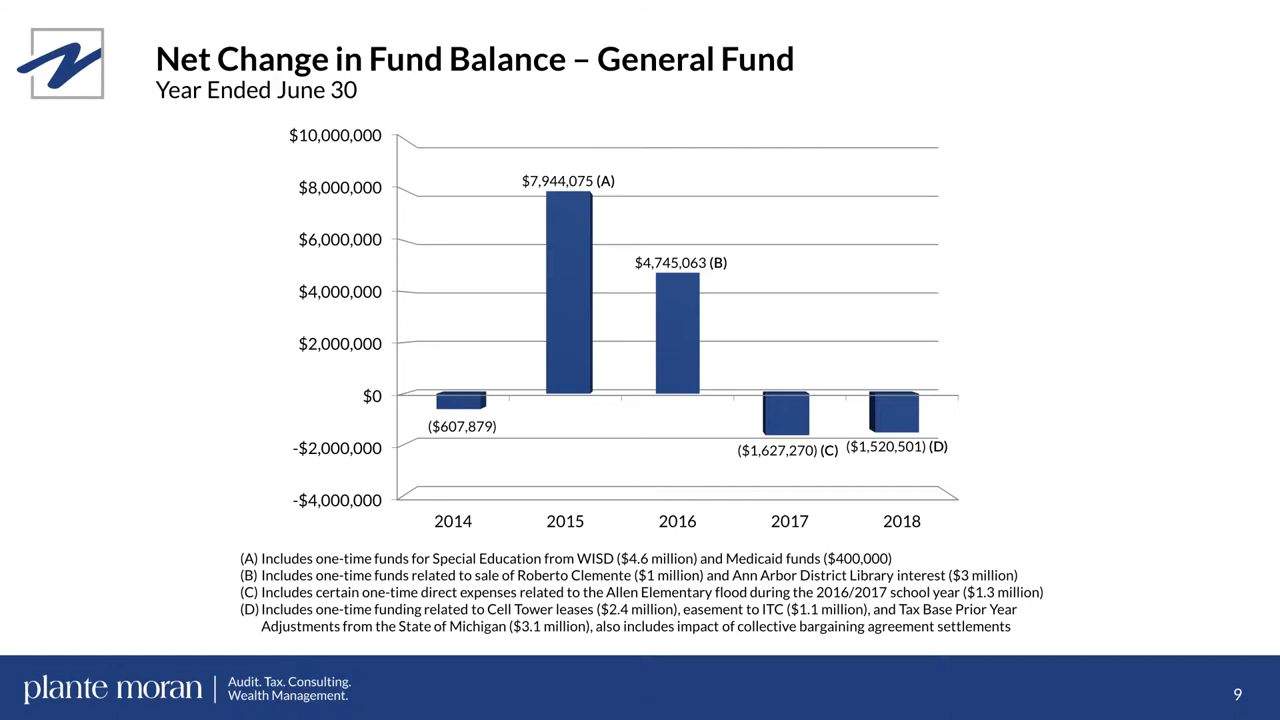 Net Change in Fund Balance – General Fund
Year Ended June 30
$10,000,000
$8,000,000
$6,000,000
$4,000,000
$2,000,000
$0
-$2,000,000
-$4,000,000
$7,944,075 (A)
$4,745,063 (B)
($607,879)
($1,627,270) (C)
($1,520,501) (D)
2014
2015
2016
2017
2018
(A) Includes one-time funds for Special Education from WISD ($4.6 million) and Medicaid funds ($400,000)
(B) Includes one-time funds related to sale of Roberto Clemente ($1 million) and Ann Arbor District Library interest ($3 million)
(C) Includes certain one-time direct expenses related to the Allen Elementary flood during the 2016/2017 school year ($1.3 million)
(D) Includes one-time funding related to Cell Tower leases ($2.4 million), easement to ITC ($1.1 million), and Tax Base Prior Year
Adjustments from the State of Michigan ($3.1 million), also includes impact of collective bargaining agreement settlements
plante moran
Audit. Tax. Consulting.
Wealth Management.
9